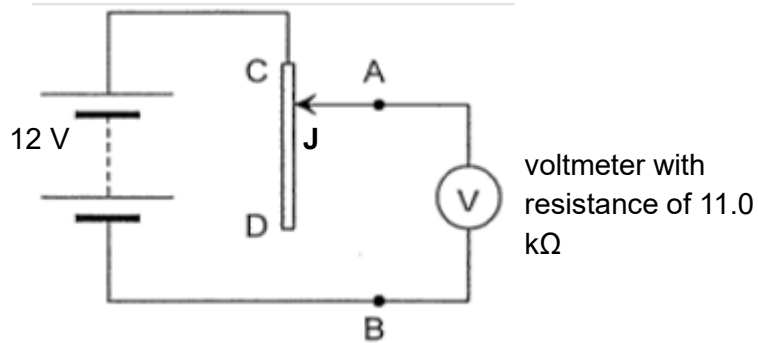 C
A
12 V
J
V
voltmeter with
resistance of 11.0
kΩ
D
B